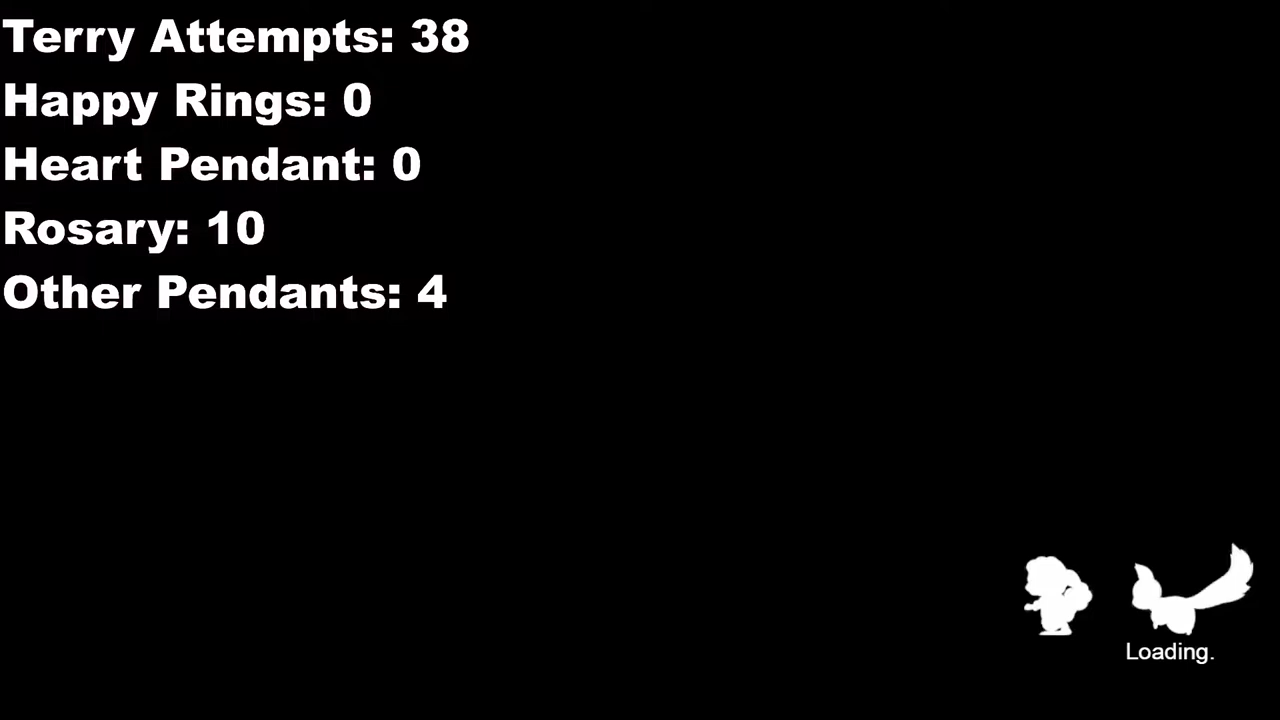 Terry Attempts: 38
Happy Rings: 0
Heart Pendant: 0
Rosary: 10
Other Pendants: 4
Loading.